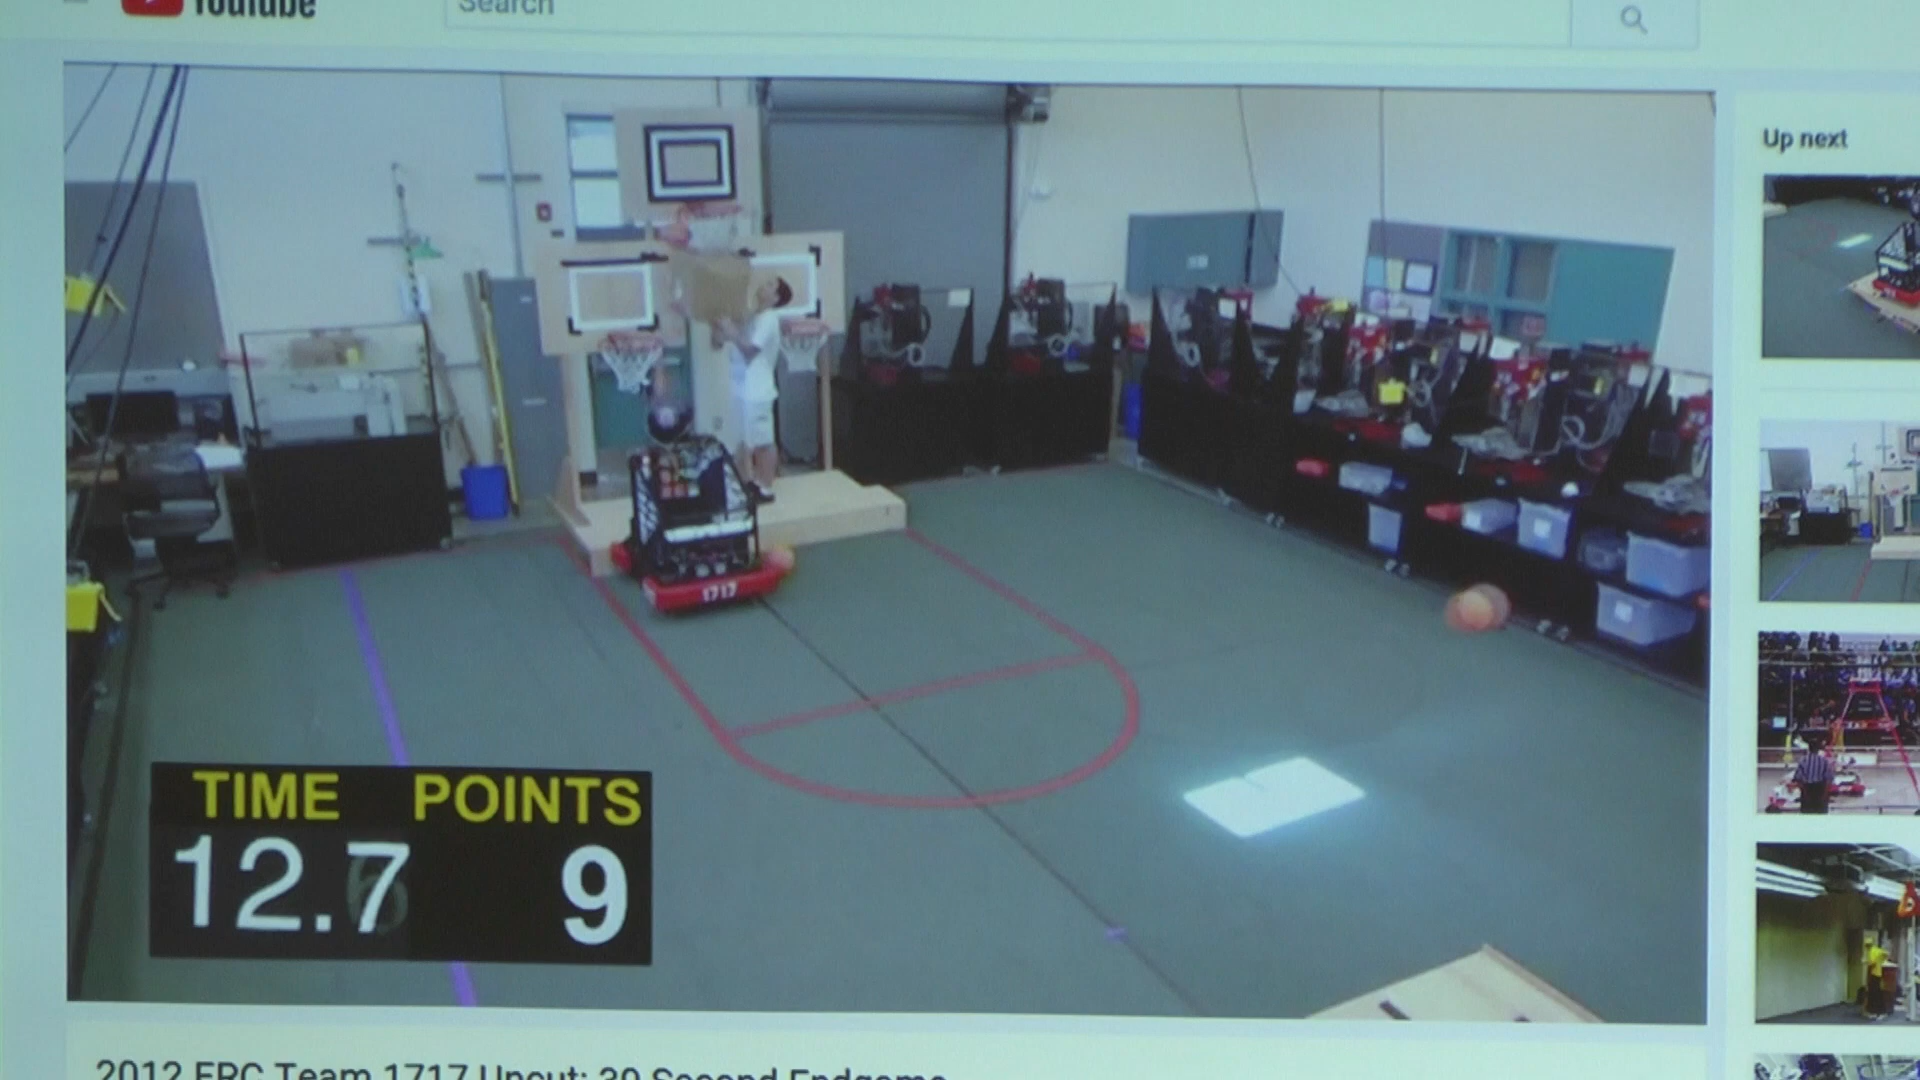 YouTube
Search
Up next
1717
TIME POINTS
12.7 9
2012 FRC Team 1717 Uncut: 30 Second Endgame